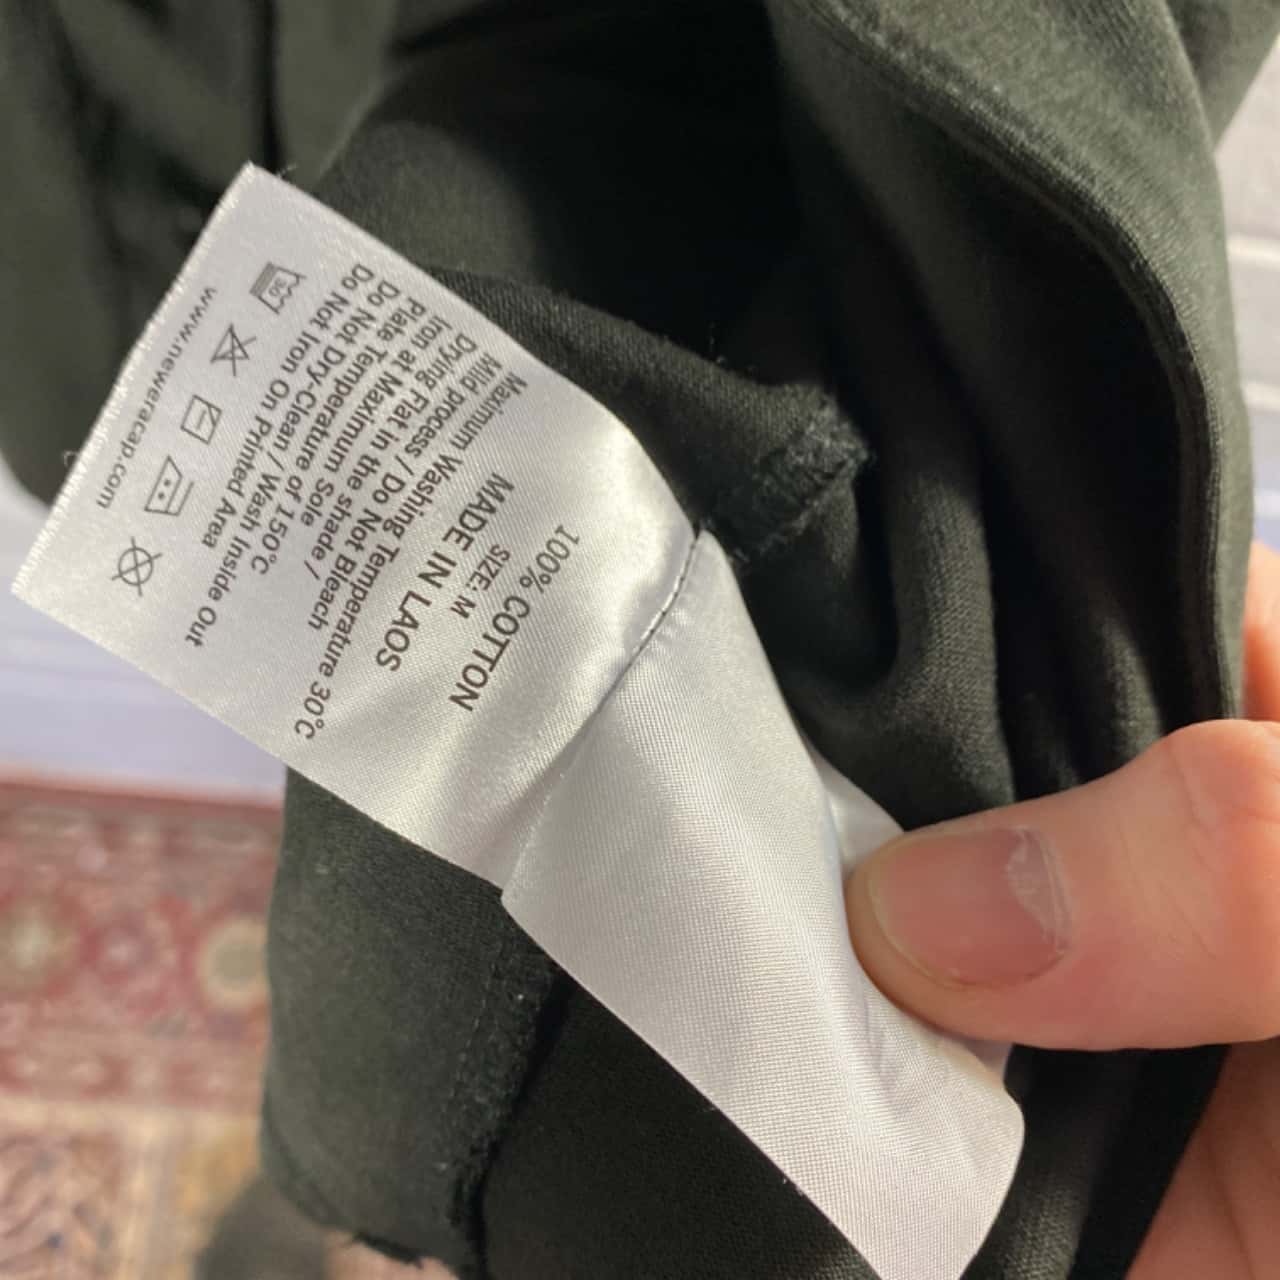 100% COTTON
SIZE: M
MADE IN LAOS
Maximum Washing Temperature 30°C
Mild process / Do Not Bleach
Drying Flat in the shade /
Iron at Maximum Sole
Plate Temperature of 150°C
Do Not Dry-Clean / Wash Inside Out
Do Not Iron On Printed Area
30
www.neweracap.com